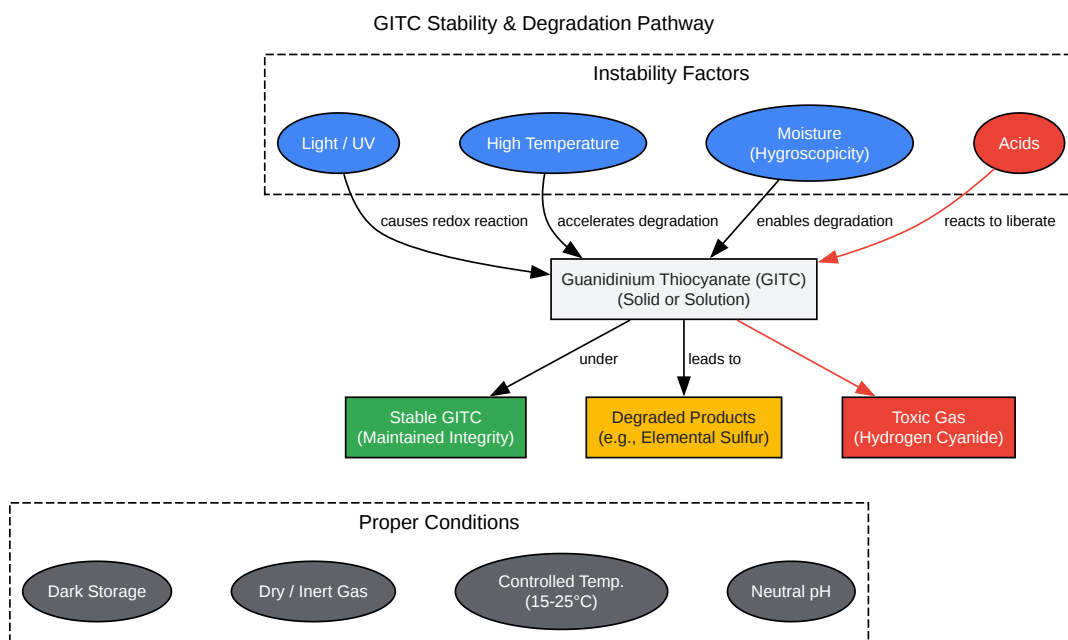 GITC Stability & Degradation Pathway
Instability Factors
Light / UV
High Temperature
Moisture
(Hygroscopicity)
Acids
causes redox reaction
accelerates degradation
enables degradation
reacts to liberate
Guanidinium Thiocyanate (GITC)
(Solid or Solution)
under
leads to
Stable GITC
(Maintained Integrity)
Degraded Products
(e.g., Elemental Sulfur)
Toxic Gas
(Hydrogen Cyanide)
Proper Conditions
Dark Storage
Dry / Inert Gas
Controlled Temp.
(15-25°C)
Neutral pH